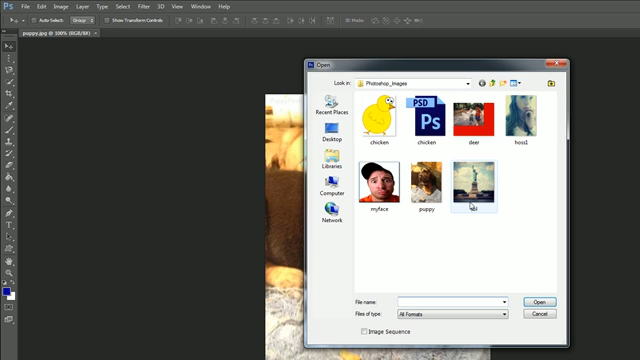 Ps File Edit Image Layer Type Select Filter 3D View Window Help
Auto-Select: Group Show Transform Controls 3D Mode:
puppy.jpg @ 100% (RGB/8#) ×
Ps Open
Look in: Photoshop_Images
Recent Places
Desktop
Libraries
Computer
Network
PSD
Ps
chicken chicken deer hoss1
myface puppy
File name: Open
Files of type: All Formats Cancel
Image Sequence